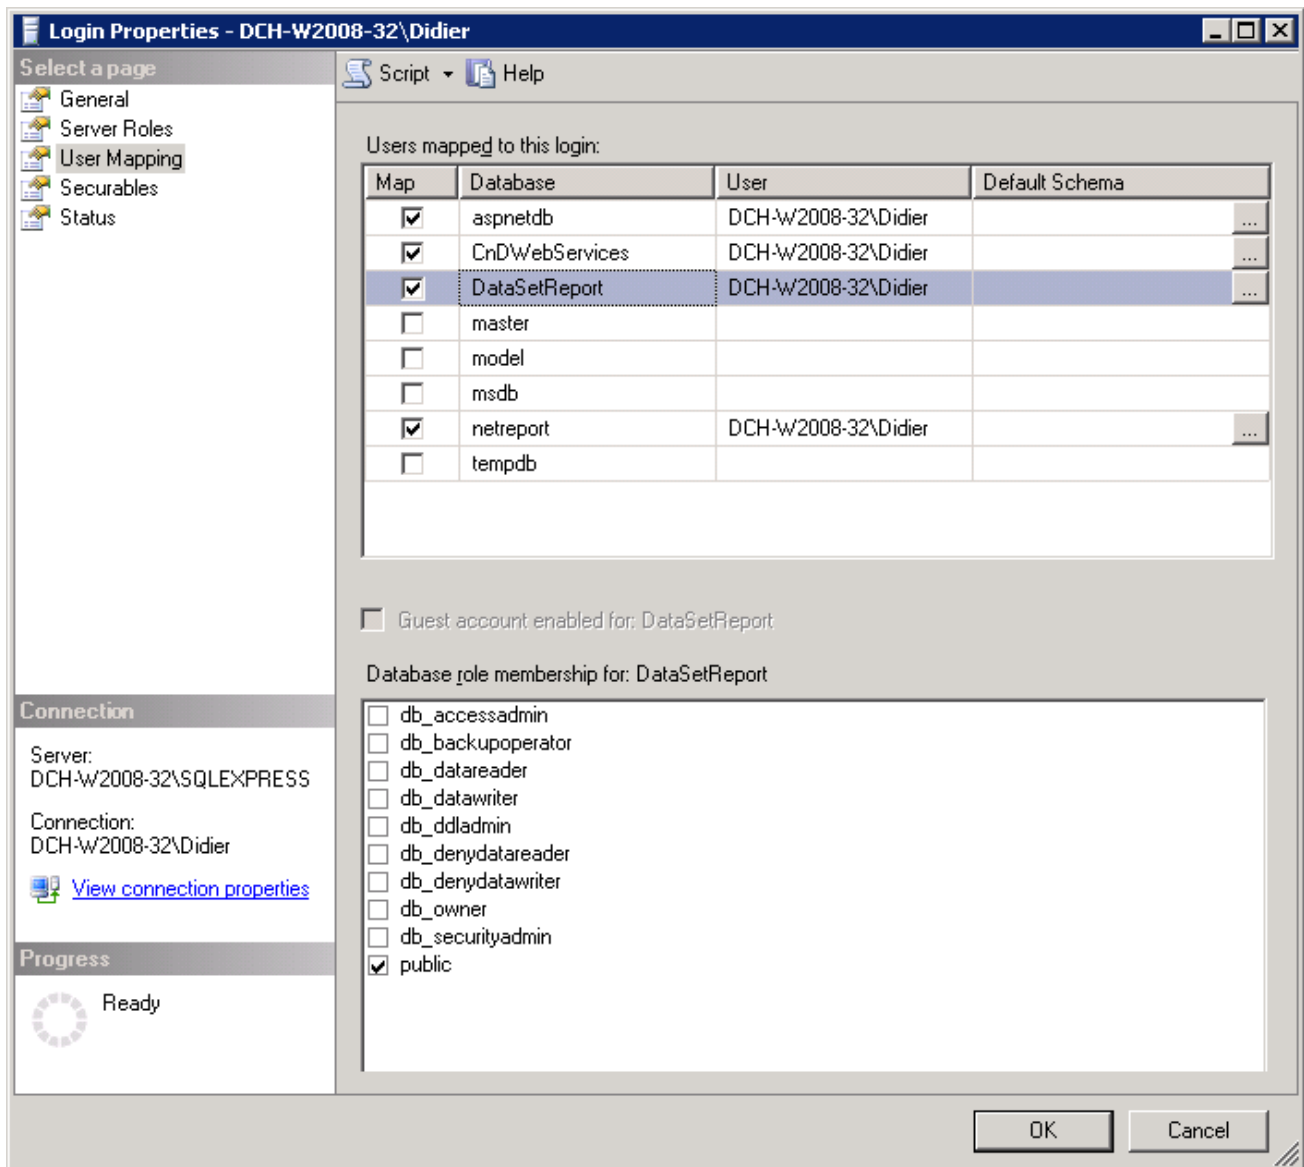 Login Properties - DCH-W2008-32\Didier
Select a page
General
Server Roles
User Mapping
Securables
Status
Script Help
Users mapped to this login:
Map Database User Default Schema
aspnetdb DCH-W2008-32\Didier ...
CnDWebServices DCH-W2008-32\Didier ...
DataSetReport DCH-W2008-32\Didier ...
master
model
msdb
netreport DCH-W2008-32\Didier ...
tempdb
Guest account enabled for: DataSetReport
Database role membership for: DataSetReport
db_accessadmin
db_backupoperator
db_datareader
db_datawriter
db_ddladmin
db_denydatareader
db_denydatawriter
db_owner
db_securityadmin
public
Connection
Server:
DCH-W2008-32\SQLEXPRESS
Connection:
DCH-W2008-32\Didier
View connection properties
Progress
Ready
OK Cancel